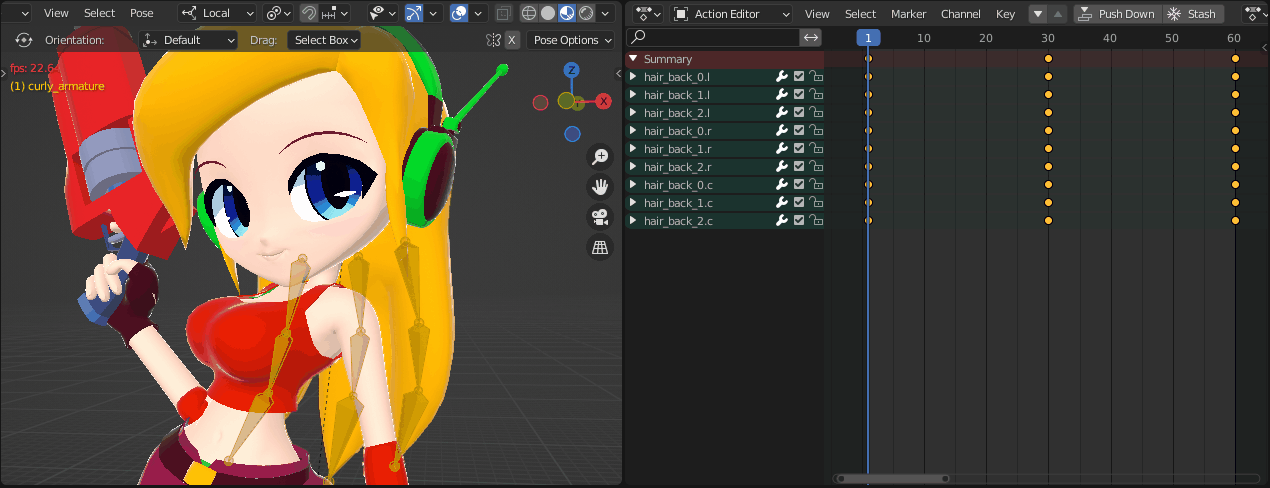 View Select Pose Local
Orientation: Default Drag: Select Box X Pose Options
fps: 22.6
(1) curly_armature
Z
X
Action Editor View Select Marker Channel Key Push Down Stash
1 10 20 30 40 50 60
Summary
hair_back_0.l
hair_back_1.l
hair_back_2.l
hair_back_0.r
hair_back_1.r
hair_back_2.r
hair_back_0.c
hair_back_1.c
hair_back_2.c